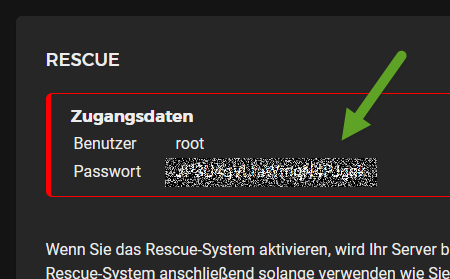 RESCUE
Zugangsdaten
Benutzer root
Passwort
Wenn Sie das Rescue-System aktivieren, wird Ihr Server b
Rescue-System anschließend solange verwenden wie Sie